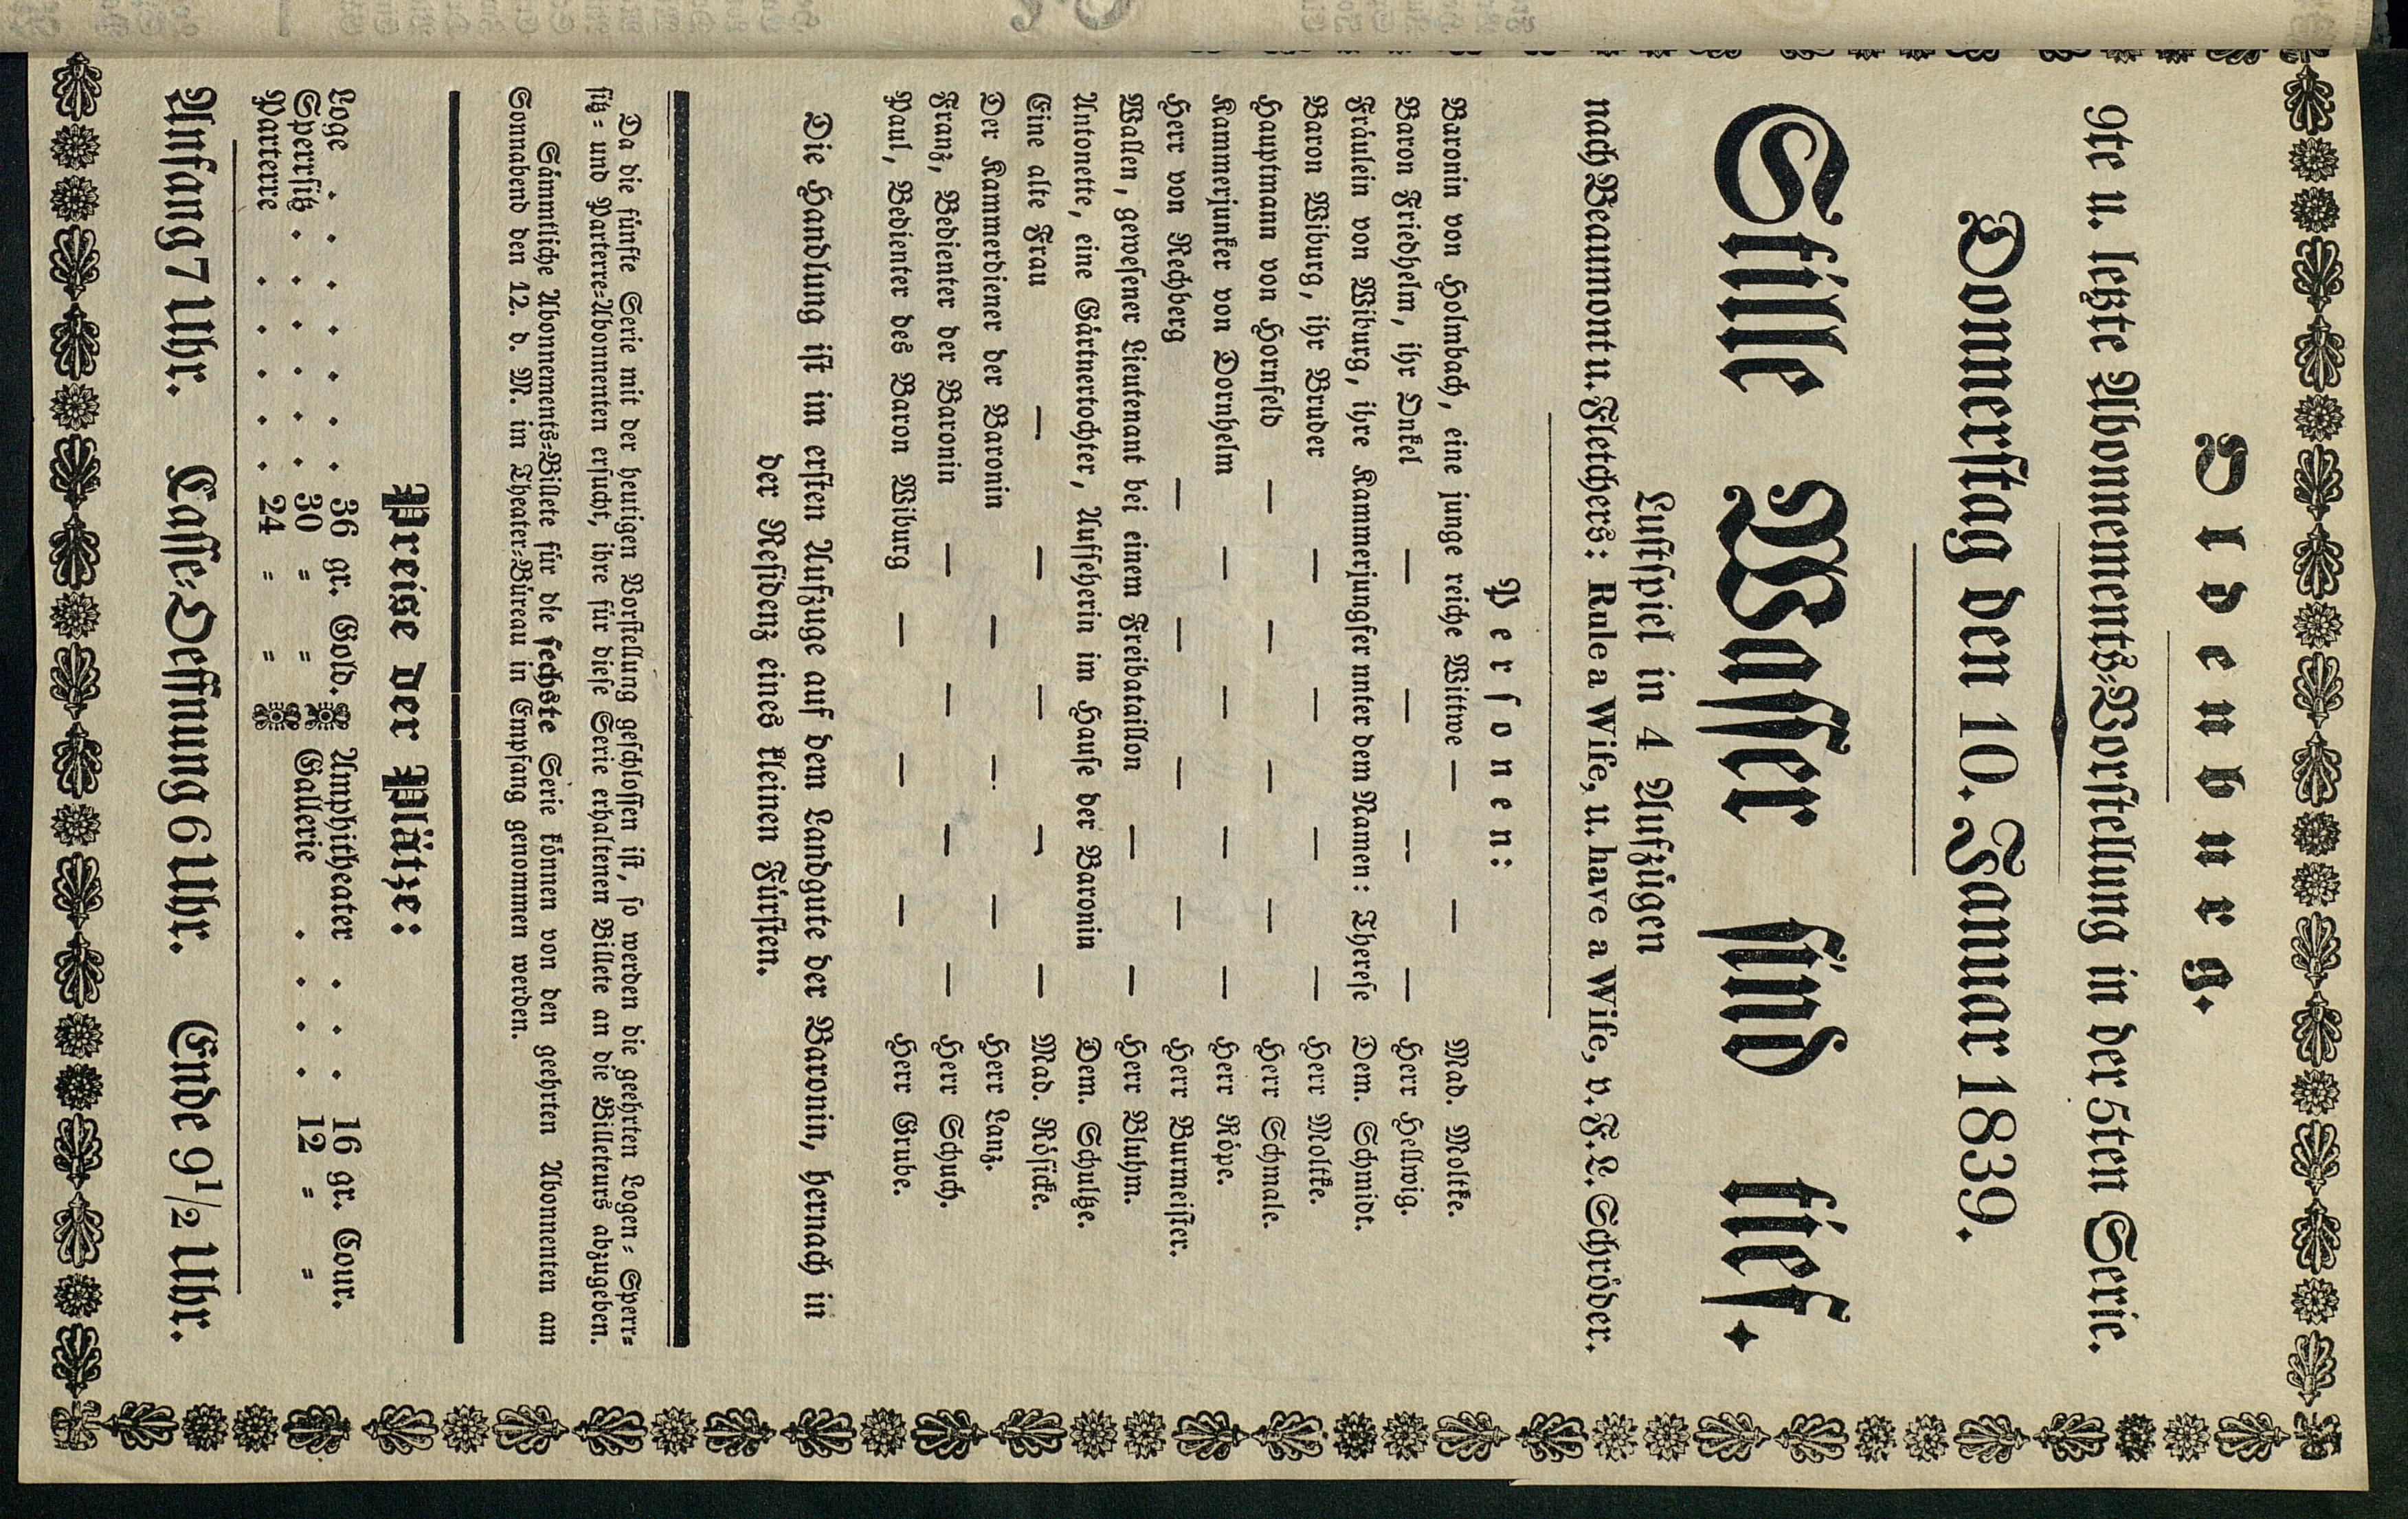 Oldenburg.
9te u. letzte Abonnements-Vorstellung in der 5ten Serie.
Donnerstag den 10. Januar 1839.
Stille Wasser sind tief.
Lustspiel in 4 Aufzügen
nach Beaumont u. Fletchers: Rule a Wife, u. have a Wife, v. F. L. Schröder.
Personen:
Baronin von Holmbach, eine junge reiche Wittwe — — Mad. Moltke.
Baron Friedhelm, ihr Onkel — — — — Herr Hellwig.
Fräulein von Wiburg, ihre Kammerjungfer unter dem Namen: Therese Dem. Schmidt.
Baron Wiburg, ihr Bruder — — — — Herr Moltke.
Hauptmann von Hornfeld — — — — Herr Schmale.
Kammerjunker von Dornhelm — — — — Herr Röpe.
Herr von Rechberg — — — — Herr Burmeister.
Wallen, gewesener Lieutenant bei einem Freibataillon — — Herr Bluhm.
Antonette, eine Gärtnertochter, Aufseherin im Hause der Baronin Dem. Schultze.
Eine alte Frau — — — — — Mad. Rösicke.
Der Kammerdiener der Baronin — — — Herr Lanz.
Franz, Bedienter der Baronin — — — — Herr Schuch.
Paul, Bedienter des Baron Wiburg — — — Herr Grube.
Die Handlung ist im ersten Aufzuge auf dem Landgute der Baronin, hernach in
der Residenz eines kleinen Fürsten.
Da die fünfte Serie mit der heutigen Vorstellung geschlossen ist, so werden die geehrten Logen- Sperr-
sitz- und Parterre-Abonnenten ersucht, ihre für diese Serie erhaltenen Billete an die Billeteurs abzugeben.
Sämmtliche Abonnements-Billete für die sechste Serie können von den geehrten Abonnenten am
Sonnabend den 12. d. M. im Theater-Büreau in Empfang genommen werden.
Preise der Plätze:
Loge . . . . . . . 36 gr. Gold. Amphitheater . . . 16 gr. Cour.
Sperrsitz . . . . . . 30 " " Gallerie . . . . 12 " "
Parterre . . . . . 24 " "
Anfang 7 Uhr. Casse-Oeffnung 6 Uhr. Ende 9 1/2 Uhr.